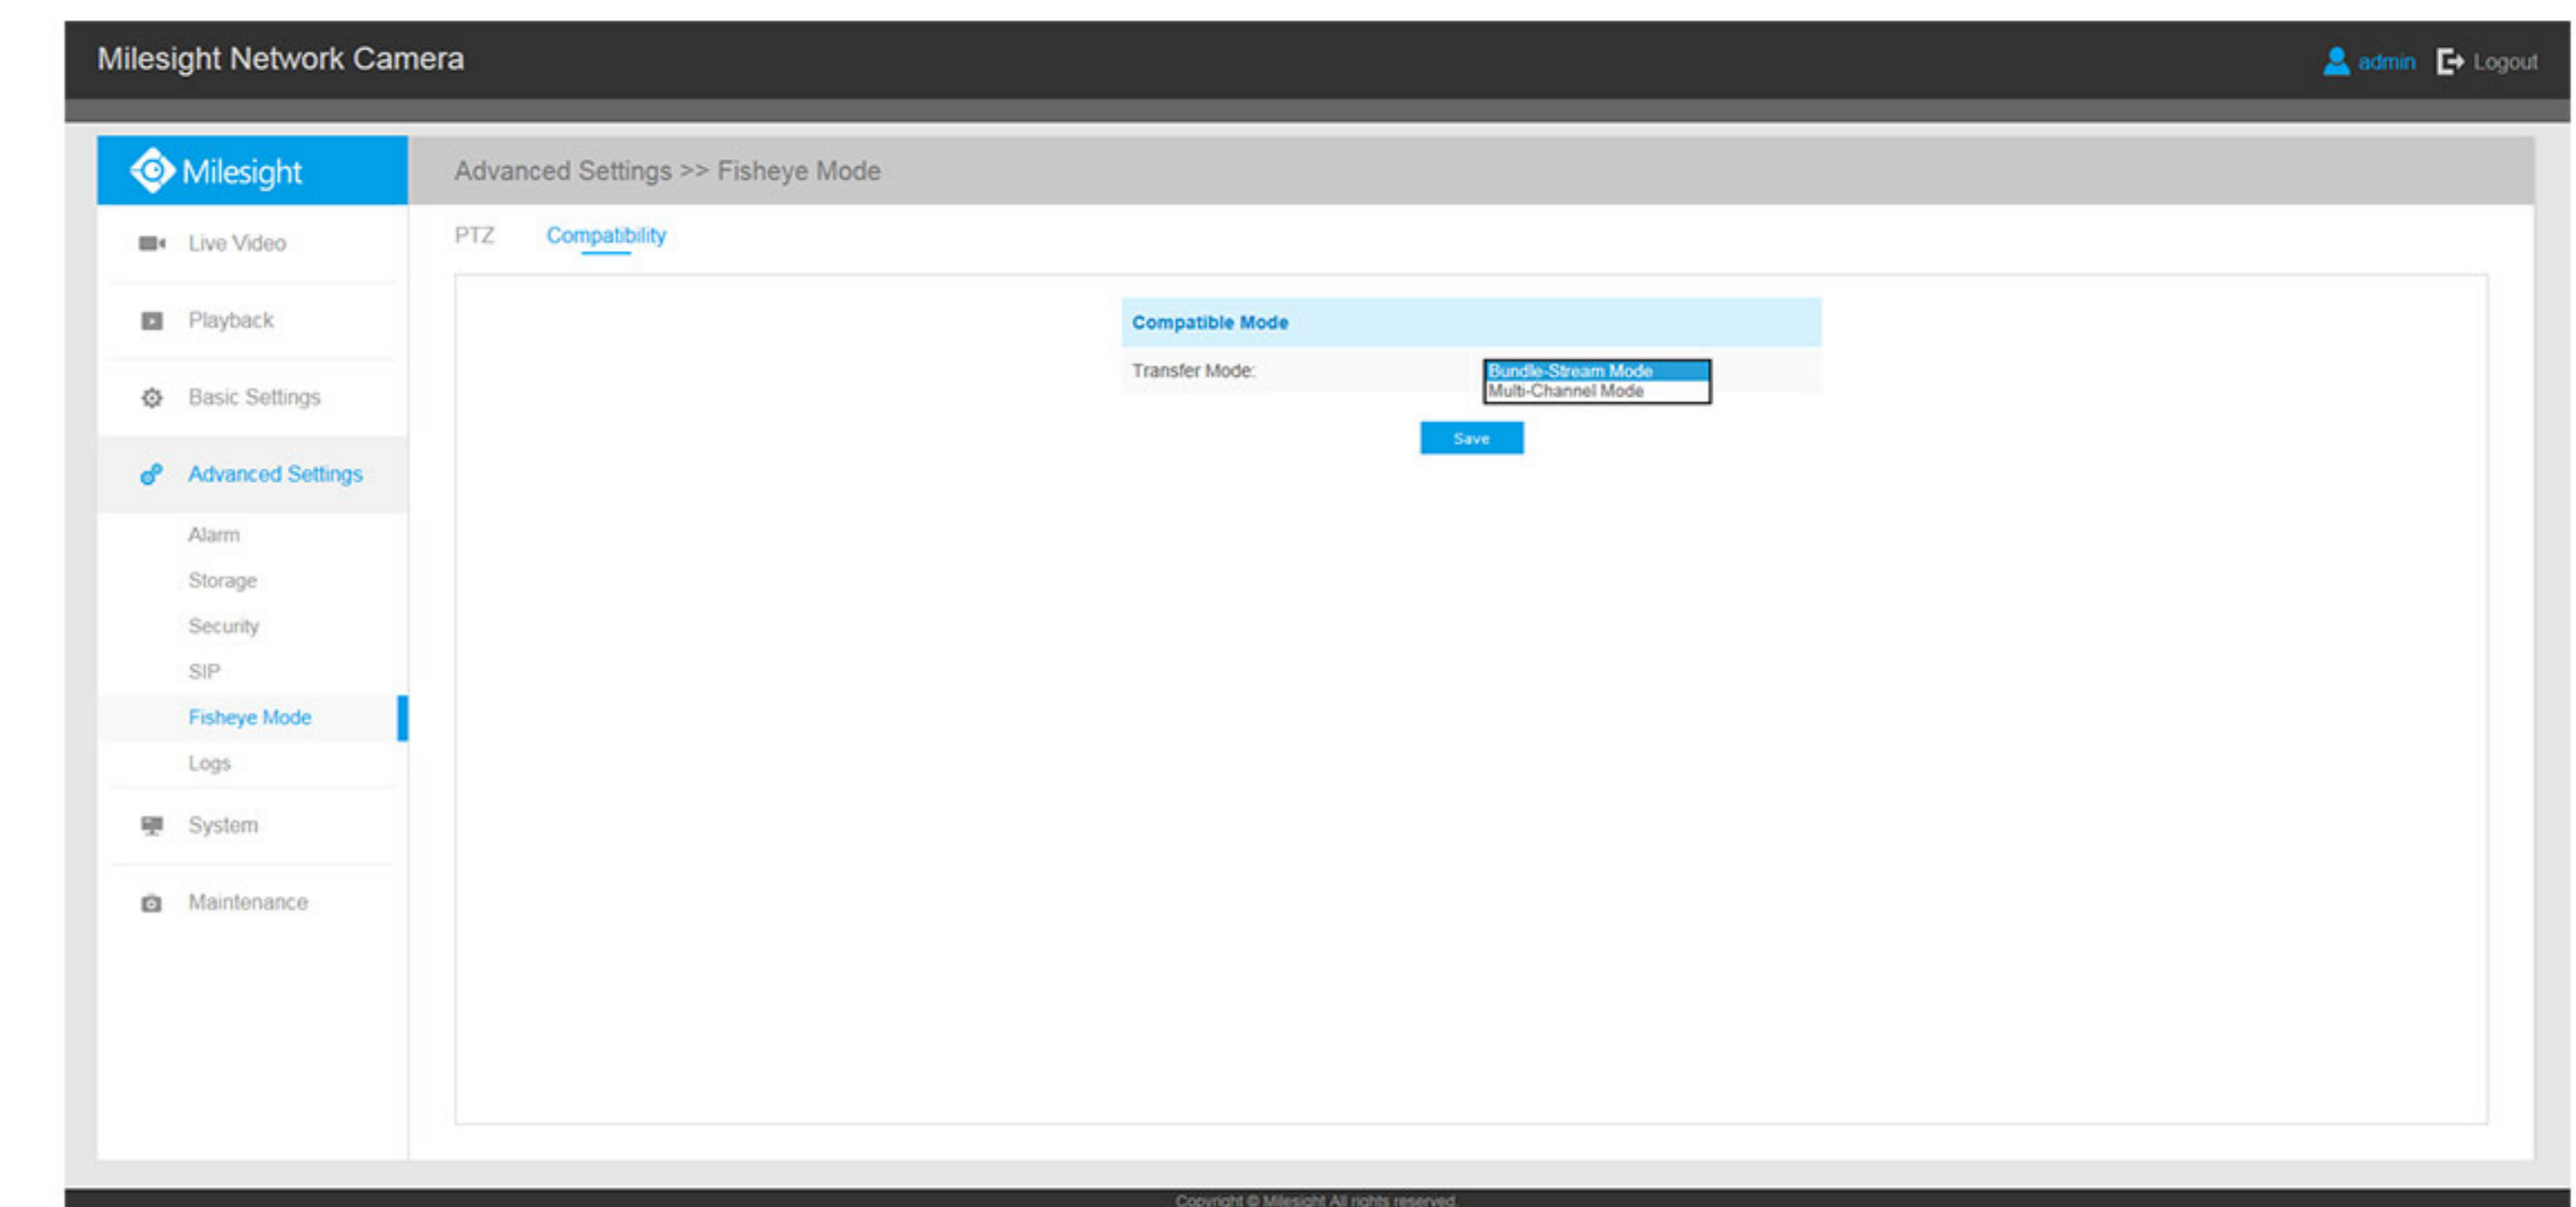 Milesight Network Camera
admin Logout
Milesight
Advanced Settings >> Fisheye Mode
Live Video
Playback
Basic Settings
Advanced Settings
Alarm
Storage
Security
SIP
Fisheye Mode
Logs
System
Maintenance
PTZ Compatibility
Compatible Mode
Transfer Mode:
Bundle-Stream Mode
Multi-Channel Mode
Save
Copyright © Milesight All rights reserved.